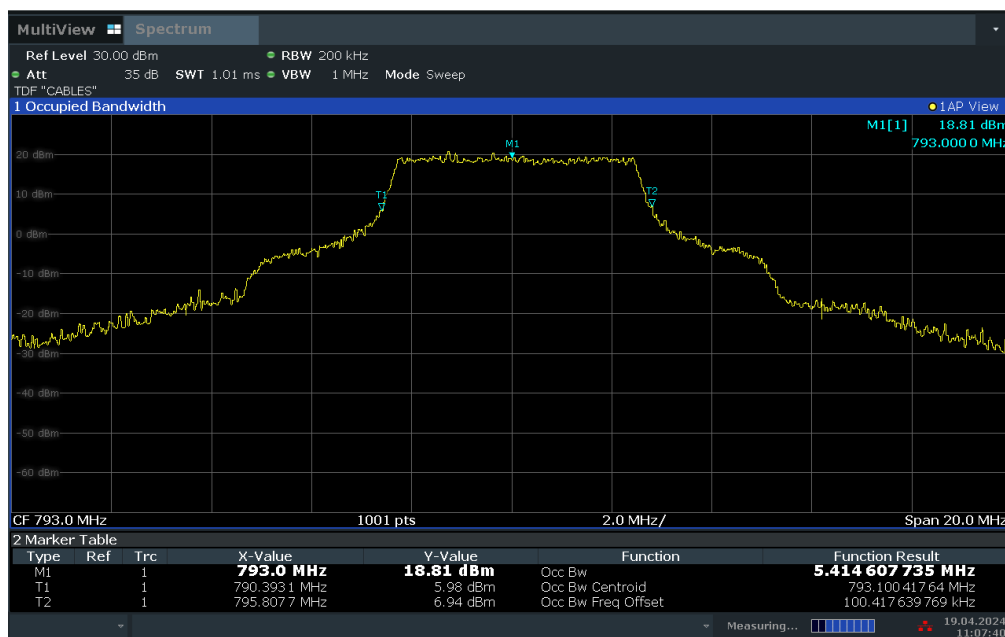 MultiView Spectrum
Ref Level 30.00 dBm RBW 200 kHz
Att 35 dB SWT 1.01 ms VBW 1 MHz Mode Sweep
TDF "CABLES"
1 Occupied Bandwidth 1AP View
M1[1] 18.81 dBm
793.0000 MHz
M1
20 dBm
T1
T2
10 dBm
0 dBm
-10 dBm
-20 dBm
-30 dBm
-40 dBm
-50 dBm
-60 dBm
CF 793.0 MHz 1001 pts 2.0 MHz/ Span 20.0 MHz
2 Marker Table
Type Ref Trc X-Value Y-Value Function Function Result
M1 1 793.0 MHz 18.81 dBm Occ Bw 5.414 607 735 MHz
T1 1 790.3931 MHz 5.98 dBm Occ Bw Centroid 793.100 417 64 MHz
T2 1 795.8077 MHz 6.94 dBm Occ Bw Freq Offset 100.417 639 769 kHz
Measuring... 19.04.2024
11:07:40